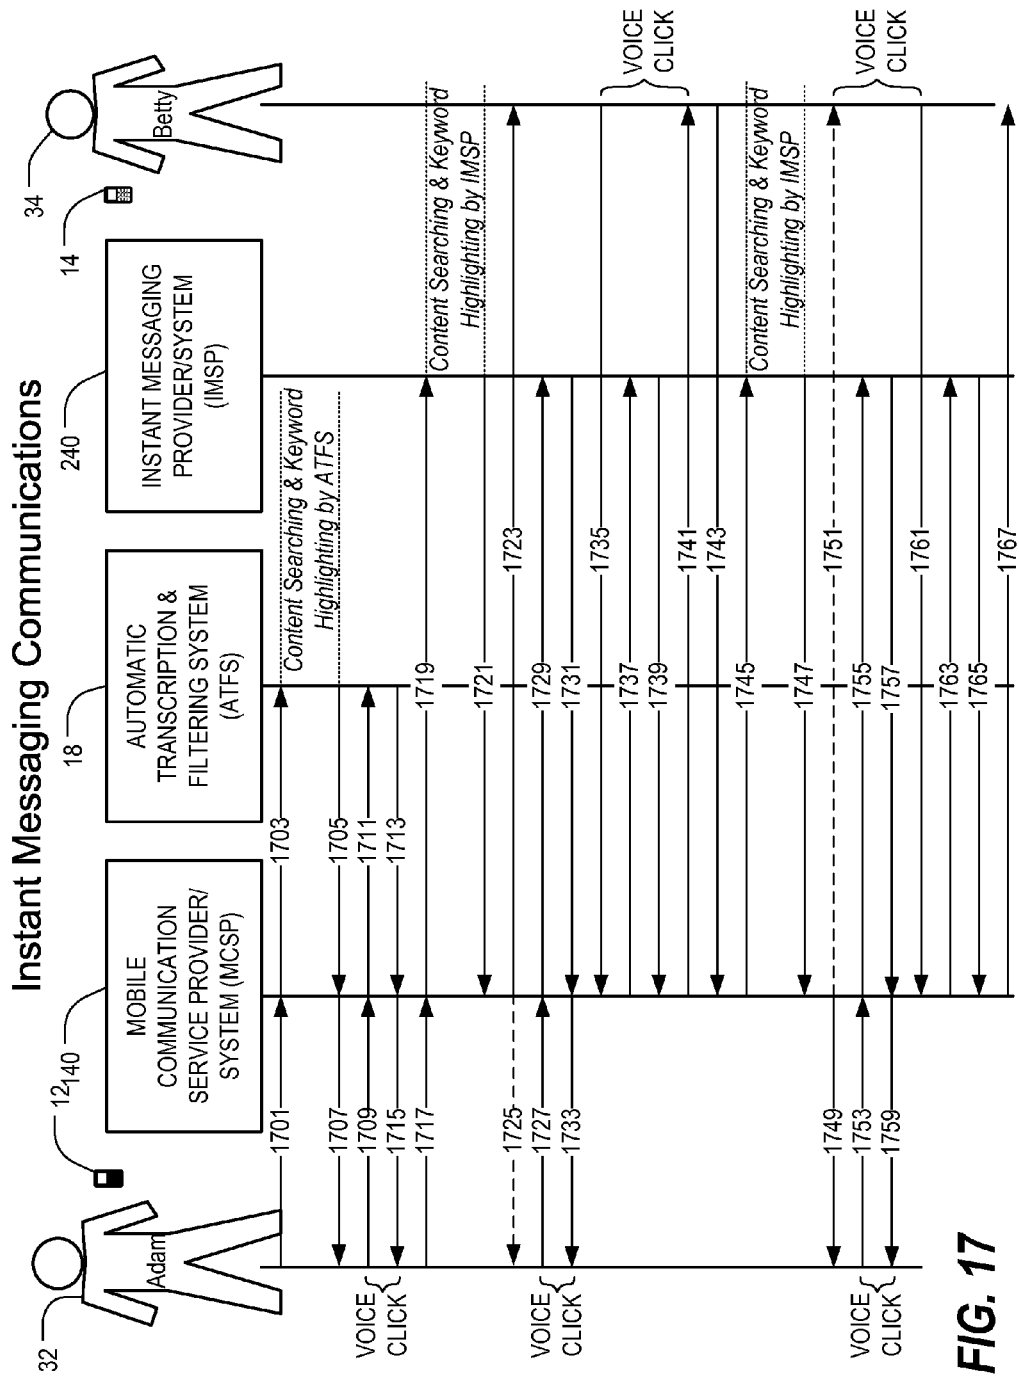 Instant Messaging Communications
32
Adam
12
140
MOBILE
COMMUNICATION
SERVICE PROVIDER/
SYSTEM (MCSP)
18
AUTOMATIC
TRANSCRIPTION &
FILTERING SYSTEM
(ATFS)
240
INSTANT MESSAGING
PROVIDER/SYSTEM
(IMSP)
14
34
Betty
1701
1703
Content Searching & Keyword
Highlighting by ATFS
1707
1705
VOICE
CLICK
1709
1711
1715
1713
1717
1719
Content Searching & Keyword
Highlighting by IMSP
1721
1725
1723
VOICE
CLICK
1727
1729
1733
1731
1735
VOICE
CLICK
1737
1739
1741
1743
1745
Content Searching & Keyword
Highlighting by IMSP
1747
1749
1751
VOICE
CLICK
VOICE
CLICK
1753
1755
1759
1757
1761
1763
1765
1767
FIG. 17